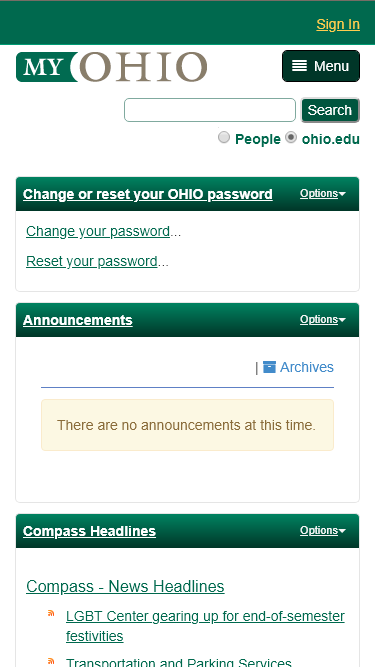 Sign In
MY OHIO
Menu
Search
People ohio.edu
Change or reset your OHIO password Options
Change your password...
Reset your password...
Announcements Options
| Archives
There are no announcements at this time.
Compass Headlines Options
Compass - News Headlines
LGBT Center gearing up for end-of-semester
festivities
Transportation and Parking Services